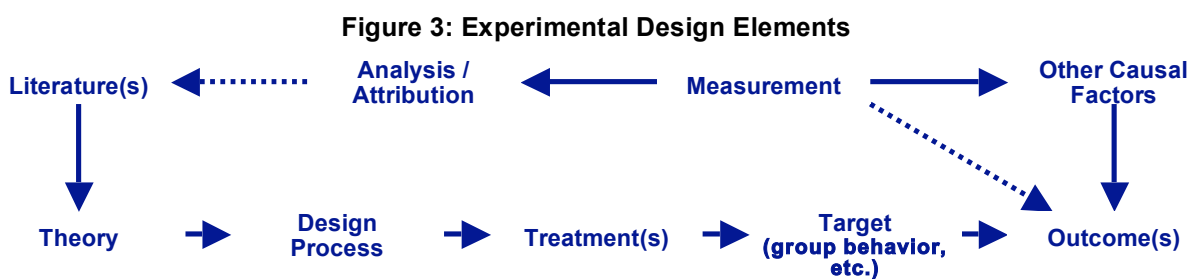 Figure 3: Experimental Design Elements
Literature(s)
Analysis /
Attribution
Measurement
Other Causal
Factors
Theory
Design
Process
Treatment(s)
Target
(group behavior,
etc.)
Outcome(s)